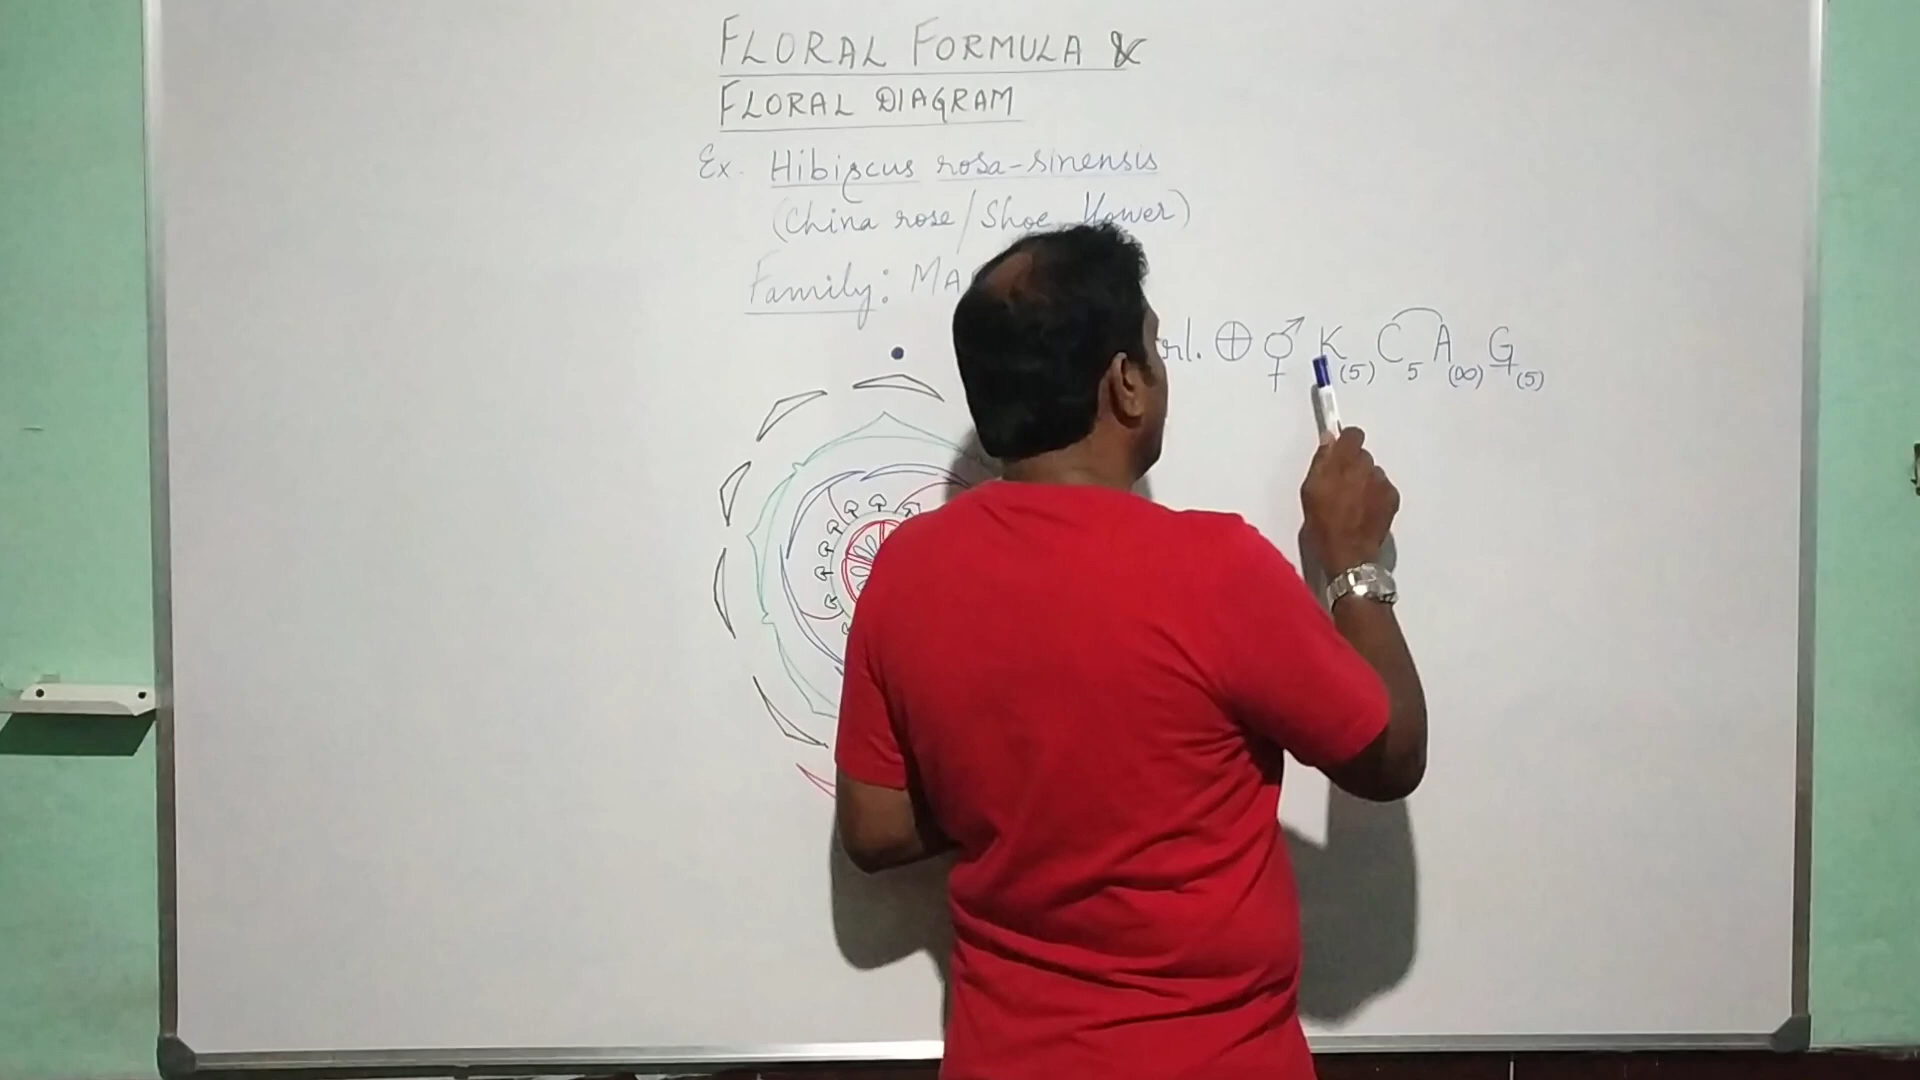 FLORAL FORMULA &
FLORAL DIAGRAM
Ex. Hibiscus rosa-sinensis
(China rose/Shoe flower)
Family: MA
⊕ ⚥ K(5) C5 A(∞) G(5)